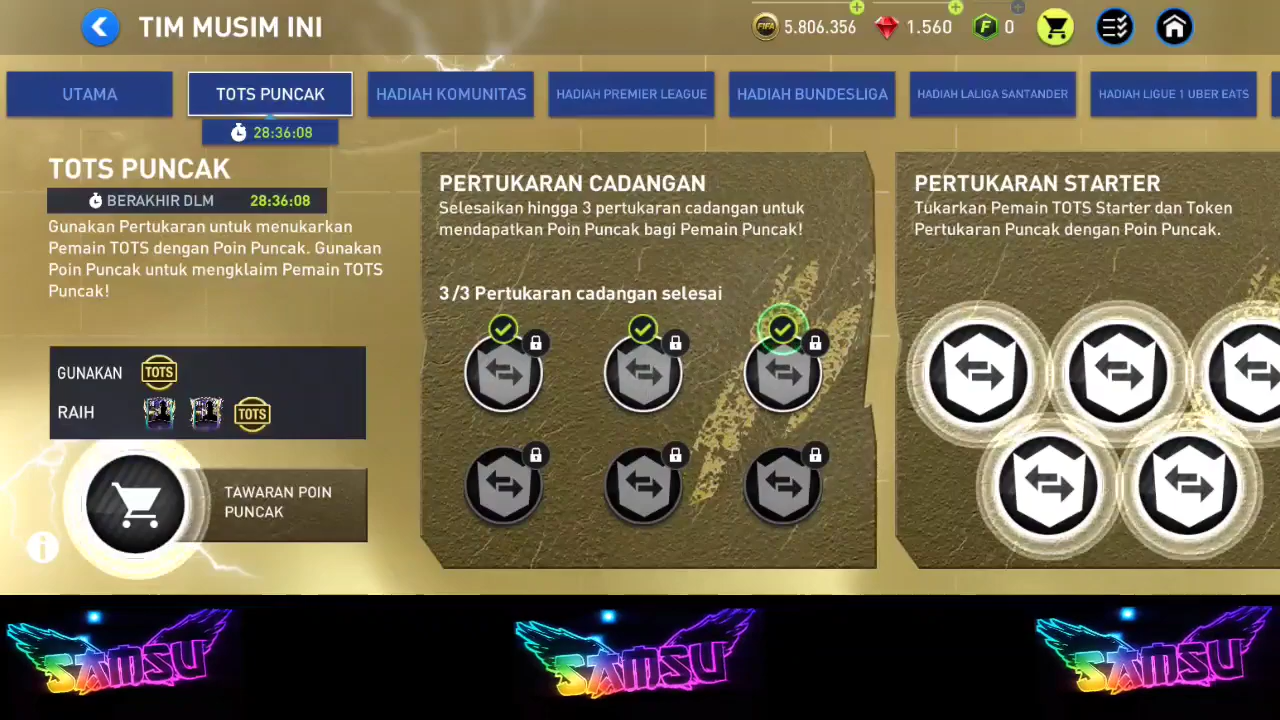 TIM MUSIM INI
5.806.356
1.560
0
UTAMA
TOTS PUNCAK
28:36:08
HADIAH KOMUNITAS
HADIAH PREMIER LEAGUE
HADIAH BUNDESLIGA
HADIAH LALIGA SANTANDER
HADIAH LIGUE 1 UBER EATS
TOTS PUNCAK
BERAKHIR DLM 28:36:08
Gunakan Pertukaran untuk menukarkan
Pemain TOTS dengan Poin Puncak. Gunakan
Poin Puncak untuk mengklaim Pemain TOTS
Puncak!
GUNAKAN TOTS
RAIH TOTS
TAWARAN POIN
PUNCAK
PERTUKARAN CADANGAN
Selesaikan hingga 3 pertukaran cadangan untuk
mendapatkan Poin Puncak bagi Pemain Puncak!
3/3 Pertukaran cadangan selesai
PERTUKARAN STARTER
Tukarkan Pemain TOTS Starter dan Token
Pertukaran Puncak dengan Poin Puncak.
SAMSU
SAMSU
SAMSU